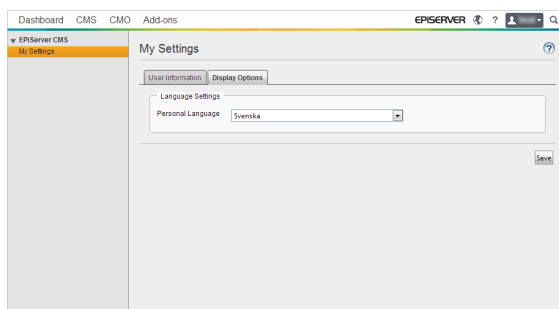 Dashboard CMS CMO Add-ons EPISERVER ?
EPiServer CMS
My Settings
My Settings
?
User Information Display Options
Language Settings
Personal Language Svenska
Save